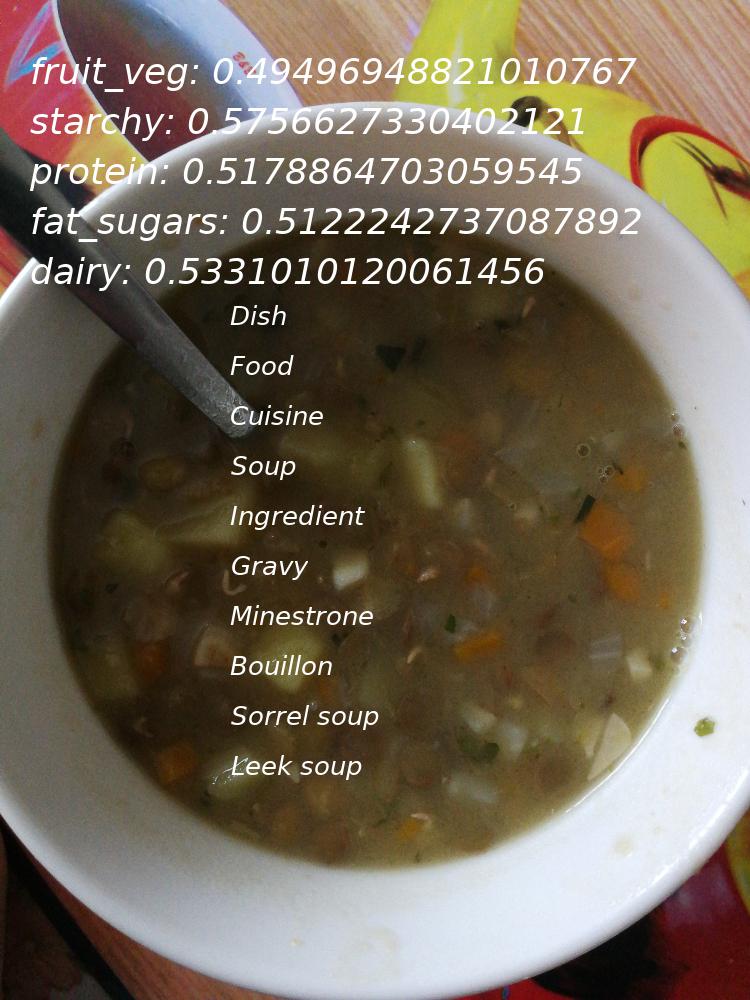 fruit_veg: 0.49496948821010767
starchy: 0.5756627330402121
protein: 0.5178864703059545
fat_sugars: 0.5122242737087892
dairy: 0.5331010120061456
Dish
Food
Cuisine
Soup
Ingredient
Gravy
Minestrone
Bouillon
Sorrel soup
Leek soup